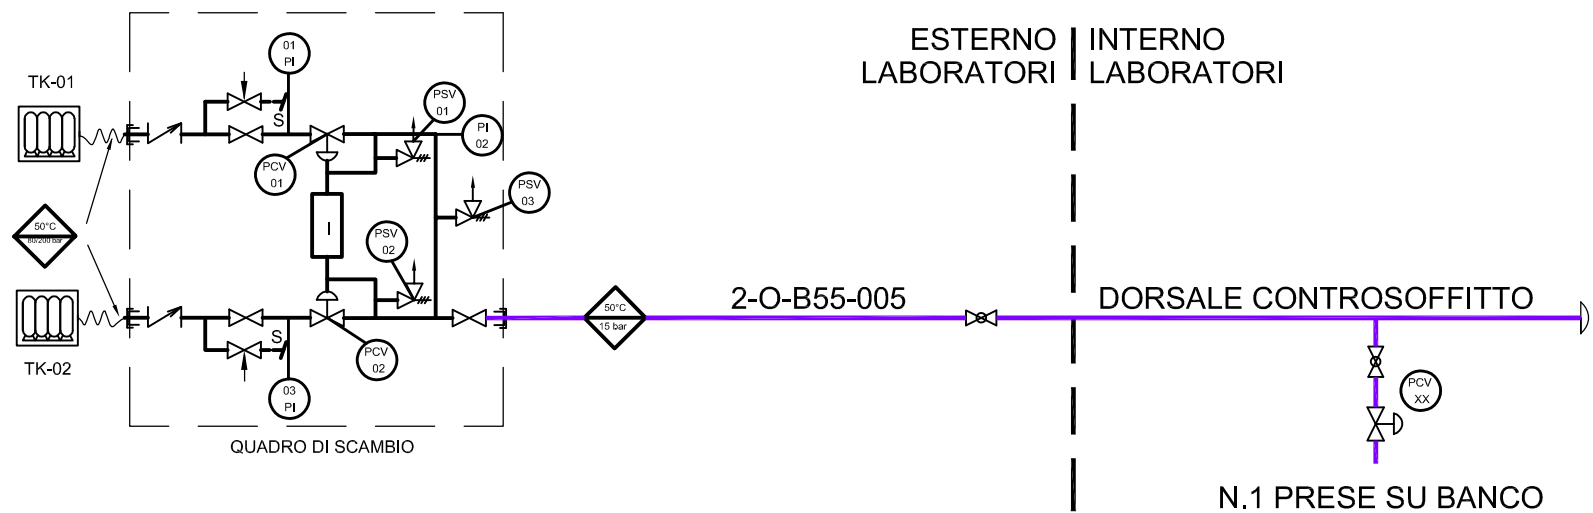 ESTERNO
LABORATORI
INTERNO
LABORATORI
TK-01
01
PI
S
PSV
01
PI
02
PCV
01
PSV
03
50°C
80/200 bar
I
PSV
02
2-O-B55-005
50°C
15 bar
DORSALE CONTROSOFFITTO
TK-02
S
PCV
02
03
PI
PCV
XX
QUADRO DI SCAMBIO
N.1 PRESE SU BANCO